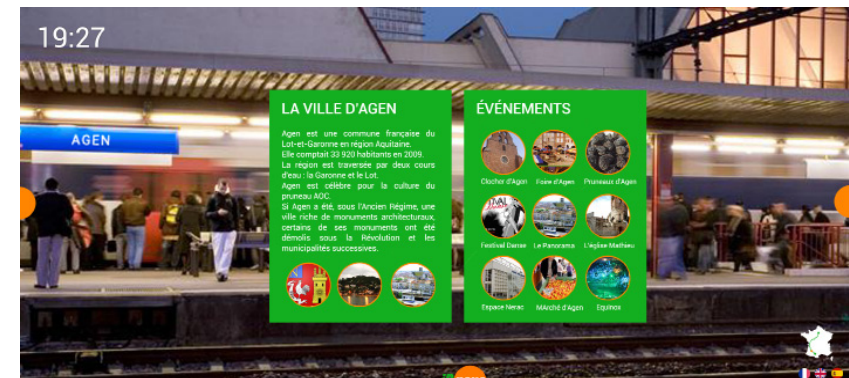 19:27
AGEN
LA VILLE D'AGEN
Agen est une commune française du
Lot-et-Garonne en région Aquitaine.
Elle comptait 33 920 habitants en 2009.
La région est traversée par deux cours
d'eau : la Garonne et le Lot.
Agen est célèbre pour la culture du
pruneau AOC.
Si Agen a été, sous l'Ancien Régime, une
ville riche de monuments architecturaux,
certains de ses monuments ont été
démolis sous la Révolution et les
municipalités successives.
ÉVÉNEMENTS
Clocher d'Agen
Foire d'Agen
Pruneaux d'Agen
Festival Danse
Le Panorama
L'église Mathieu
Espace Nerac
MArché d'Agen
Equinox